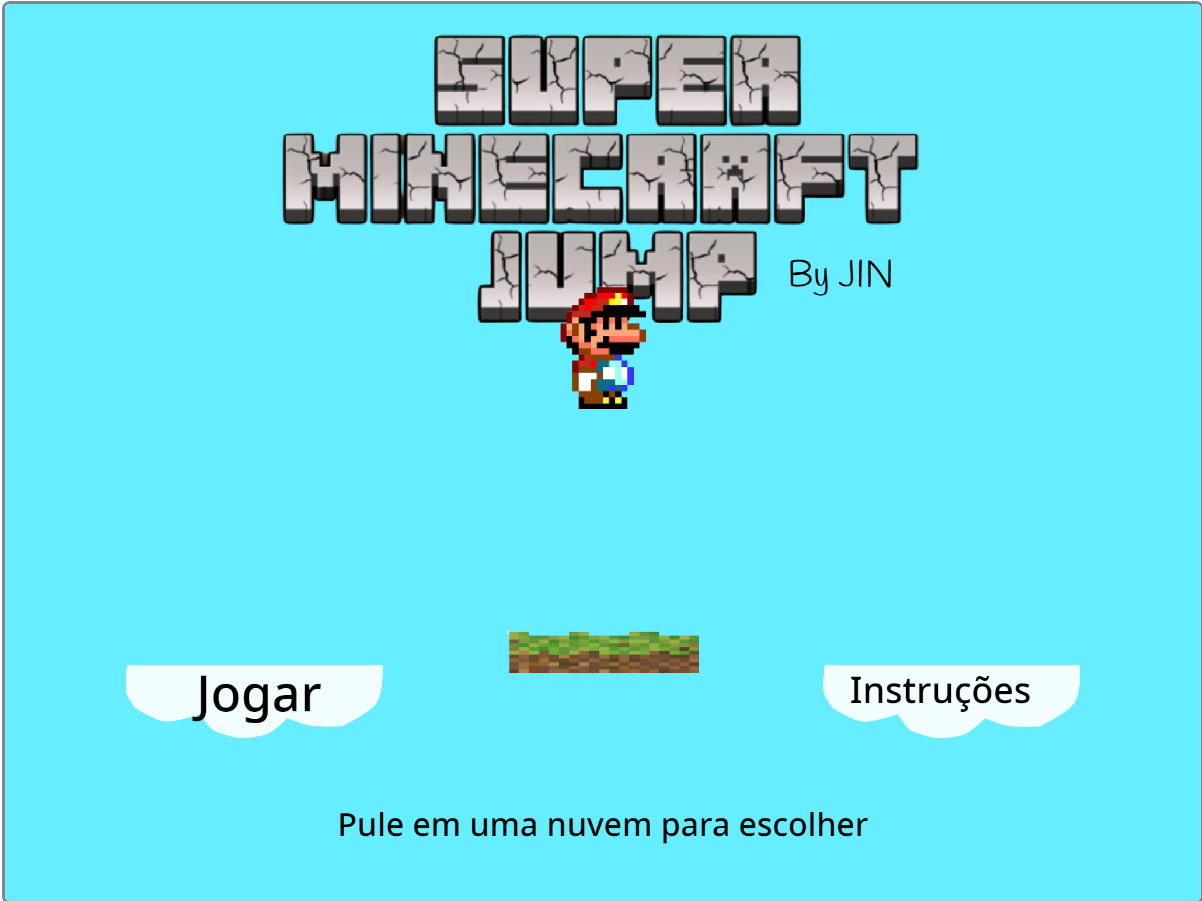 SUPER
MINECRAFT
JUMP
By JIN
Jogar
Instruções
Pule em uma nuvem para escolher